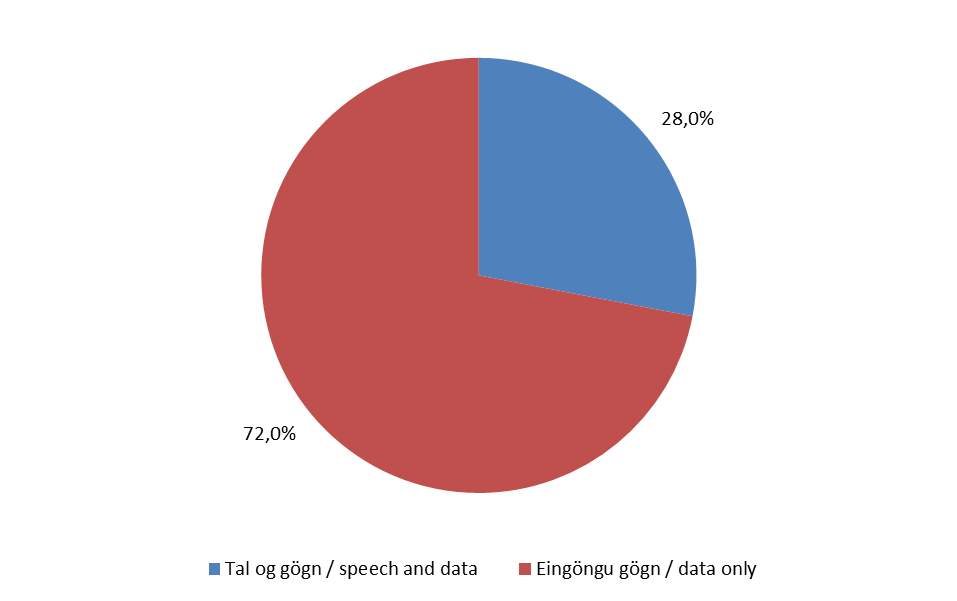 28,0%
72,0%
Tal og gögn / speech and data
Eingöngu gögn / data only